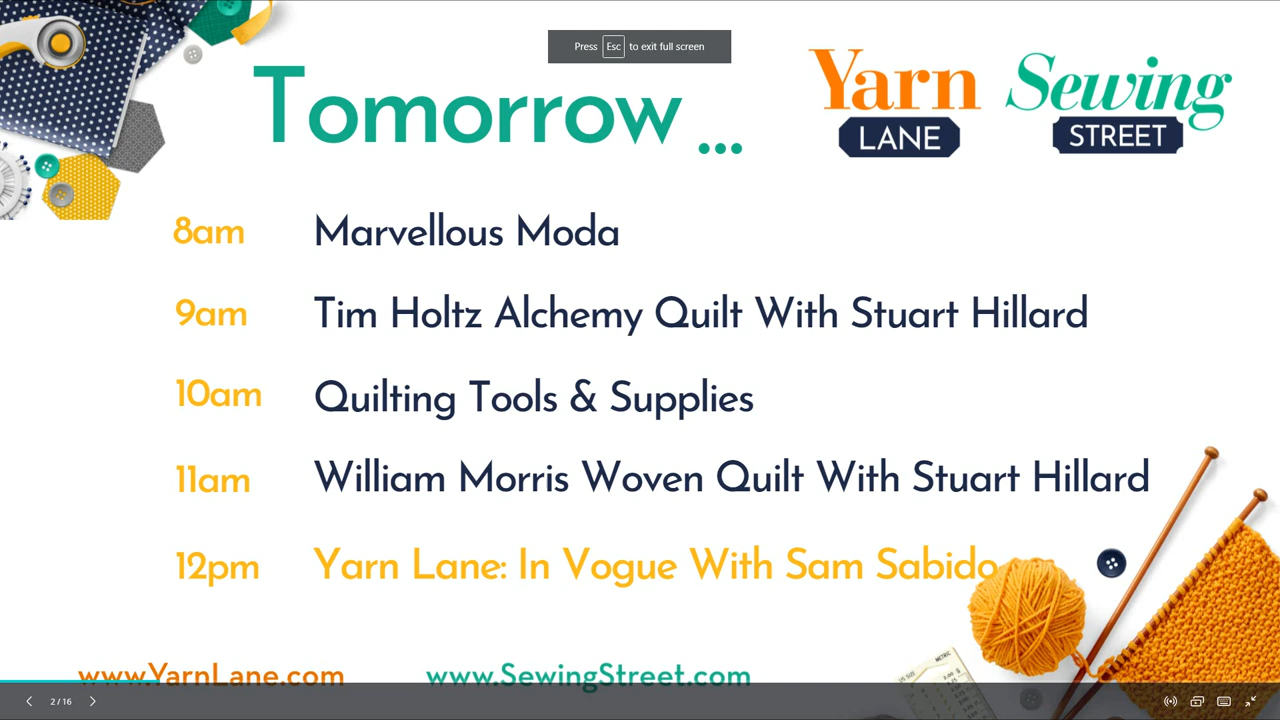 Press Esc to exit full screen
Tomorrow ...
Yarn
LANE
Sewing
STREET
8am Marvellous Moda
9am Tim Holtz Alchemy Quilt With Stuart Hillard
10am Quilting Tools & Supplies
11am William Morris Woven Quilt With Stuart Hillard
12pm Yarn Lane: In Vogue With Sam Sabido
www.YarnLane.com www.SewingStreet.com
METRIC
2 / 16